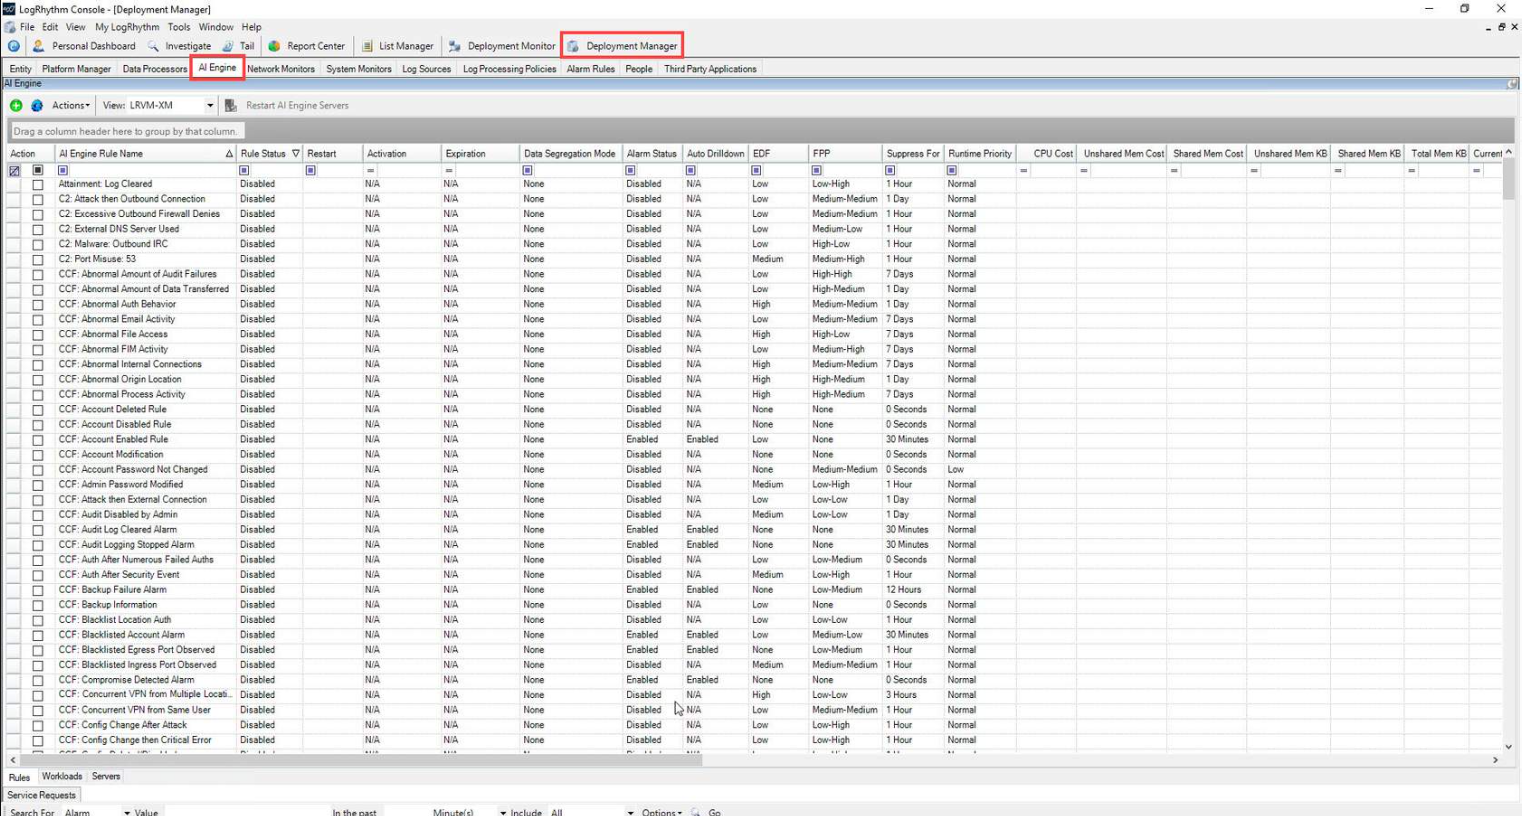 LogRhythm Console - [Deployment Manager]
File Edit View My LogRhythm Tools Window Help
Personal Dashboard Investigate Tail Report Center List Manager Deployment Monitor Deployment Manager
Entity Platform Manager Data Processors AI Engine Network Monitors System Monitors Log Sources Log Processing Policies Alarm Rules People Third Party Applications
AI Engine
Actions View: LRVM-XM Restart AI Engine Servers
Drag a column header here to group by that column.
Action AI Engine Rule Name Rule Status Restart Activation Expiration Data Segregation Mode Alarm Status Auto Drilldown EDF FPP Suppress For Runtime Priority CPU Cost Unshared Mem Cost Shared Mem Cost Unshared Mem KB Shared Mem KB Total Mem KB Current
= = = = = = = = =
Attainment: Log Cleared Disabled N/A N/A None Disabled N/A Low Low-High 1 Hour Normal
C2: Attack then Outbound Connection Disabled N/A N/A None Disabled N/A Low Medium-Medium 1 Day Normal
C2: Excessive Outbound Firewall Denies Disabled N/A N/A None Disabled N/A Low Medium-Medium 1 Hour Normal
C2: External DNS Server Used Disabled N/A N/A None Disabled N/A Low Medium-Low 1 Hour Normal
C2: Malware: Outbound IRC Disabled N/A N/A None Disabled N/A Low High-Low 1 Hour Normal
C2: Port Misuse: 53 Disabled N/A N/A None Disabled N/A Medium Medium-High 1 Hour Normal
CCF: Abnormal Amount of Audit Failures Disabled N/A N/A None Disabled N/A Low High-High 7 Days Normal
CCF: Abnormal Amount of Data Transferred Disabled N/A N/A None Disabled N/A Low High-Medium 1 Day Normal
CCF: Abnormal Auth Behavior Disabled N/A N/A None Disabled N/A High Medium-Medium 1 Day Normal
CCF: Abnormal Email Activity Disabled N/A N/A None Disabled N/A Low Medium-Medium 7 Days Normal
CCF: Abnormal File Access Disabled N/A N/A None Disabled N/A High High-Low 7 Days Normal
CCF: Abnormal FIM Activity Disabled N/A N/A None Disabled N/A Low Medium-High 7 Days Normal
CCF: Abnormal Internal Connections Disabled N/A N/A None Disabled N/A High Medium-Medium 7 Days Normal
CCF: Abnormal Origin Location Disabled N/A N/A None Disabled N/A High High-Medium 1 Day Normal
CCF: Abnormal Process Activity Disabled N/A N/A None Disabled N/A High High-Medium 7 Days Normal
CCF: Account Deleted Rule Disabled N/A N/A None Disabled N/A None None 0 Seconds Normal
CCF: Account Disabled Rule Disabled N/A N/A None Disabled N/A None None 0 Seconds Normal
CCF: Account Enabled Rule Disabled N/A N/A None Enabled Enabled Low None 30 Minutes Normal
CCF: Account Modification Disabled N/A N/A None Disabled N/A None None 0 Seconds Normal
CCF: Account Password Not Changed Disabled N/A N/A None Disabled N/A None Medium-Medium 0 Seconds Low
CCF: Admin Password Modified Disabled N/A N/A None Disabled N/A Medium Low-High 1 Hour Normal
CCF: Attack then External Connection Disabled N/A N/A None Disabled N/A Low Low-Low 1 Day Normal
CCF: Audit Disabled by Admin Disabled N/A N/A None Disabled N/A Medium Low-Low 1 Day Normal
CCF: Audit Log Cleared Alarm Disabled N/A N/A None Enabled Enabled None None 30 Minutes Normal
CCF: Audit Logging Stopped Alarm Disabled N/A N/A None Enabled Enabled None None 30 Minutes Normal
CCF: Auth After Numerous Failed Auths Disabled N/A N/A None Disabled N/A Low Low-Medium 0 Seconds Normal
CCF: Auth After Security Event Disabled N/A N/A None Disabled N/A Medium Low-High 1 Hour Normal
CCF: Backup Failure Alarm Disabled N/A N/A None Enabled Enabled None Low-Medium 12 Hours Normal
CCF: Backup Information Disabled N/A N/A None Disabled N/A Low None 0 Seconds Normal
CCF: Blacklist Location Auth Disabled N/A N/A None Disabled N/A Low Low-Low 1 Hour Normal
CCF: Blacklisted Account Alarm Disabled N/A N/A None Enabled Enabled Low Medium-Low 30 Minutes Normal
CCF: Blacklisted Egress Port Observed Disabled N/A N/A None Enabled Enabled None Low-Medium 1 Hour Normal
CCF: Blacklisted Ingress Port Observed Disabled N/A N/A None Disabled N/A Medium Medium-Medium 1 Hour Normal
CCF: Compromise Detected Alarm Disabled N/A N/A None Enabled Enabled None None 0 Seconds Normal
CCF: Concurrent VPN from Multiple Locati... Disabled N/A N/A None Disabled N/A High Low-Low 3 Hours Normal
CCF: Concurrent VPN from Same User Disabled N/A N/A None Disabled N/A Low Medium-Medium 1 Hour Normal
CCF: Config Change After Attack Disabled N/A N/A None Disabled N/A Low Low-High 1 Hour Normal
CCF: Config Change then Critical Error Disabled N/A N/A None Disabled N/A Low Low-High 1 Hour Normal
Rules Workloads Servers
Service Requests
Search For Alarm Value In the past Minute(s) Include All Options Go